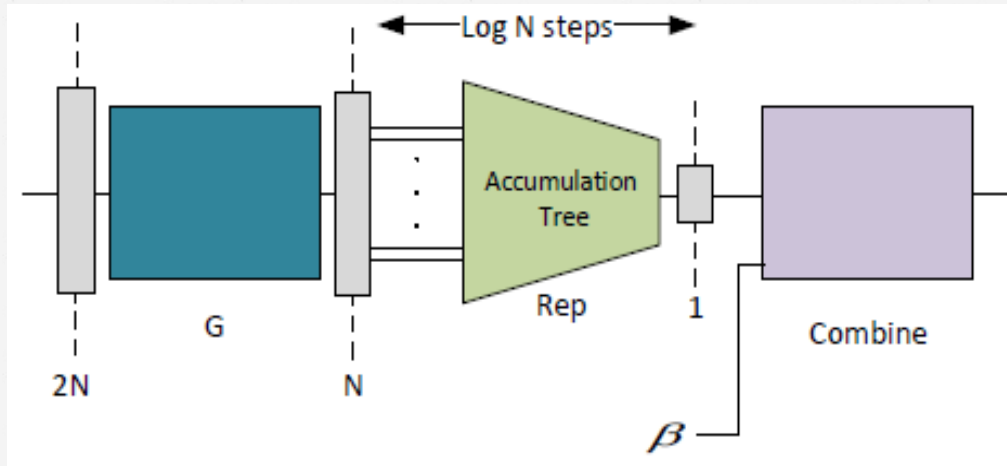 Log N steps
Accumulation
Tree
Rep
1
G
Combine
2N
N
β